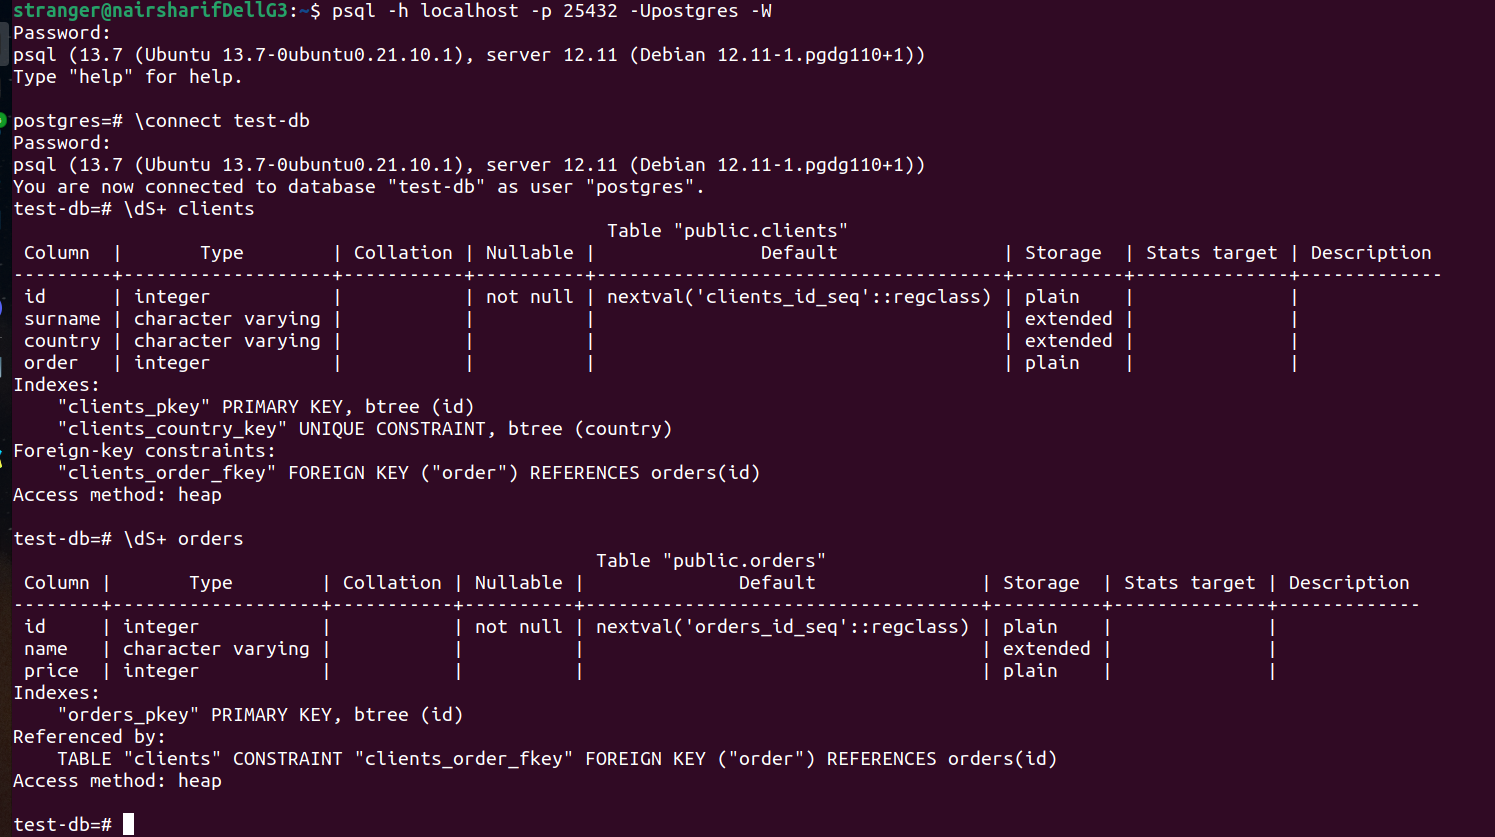 stranger@nairsharifDellG3:~$ psql -h localhost -p 25432 -Upostgres -W
Password:
psql (13.7 (Ubuntu 13.7-0ubuntu0.21.10.1), server 12.11 (Debian 12.11-1.pgdg110+1))
Type "help" for help.

postgres=# \connect test-db
Password:
psql (13.7 (Ubuntu 13.7-0ubuntu0.21.10.1), server 12.11 (Debian 12.11-1.pgdg110+1))
You are now connected to database "test-db" as user "postgres".
test-db=# \dS+ clients
                                                      Table "public.clients"
 Column  |       Type        | Collation | Nullable |               Default               | Storage  | Stats target | Description
---------+-------------------+-----------+----------+-------------------------------------+----------+--------------+-------------
 id      | integer           |           | not null | nextval('clients_id_seq'::regclass) | plain    |              |
 surname | character varying |           |          |                                     | extended |              |
 country | character varying |           |          |                                     | extended |              |
 order   | integer           |           |          |                                     | plain    |              |
Indexes:
    "clients_pkey" PRIMARY KEY, btree (id)
    "clients_country_key" UNIQUE CONSTRAINT, btree (country)
Foreign-key constraints:
    "clients_order_fkey" FOREIGN KEY ("order") REFERENCES orders(id)
Access method: heap

test-db=# \dS+ orders
                                                     Table "public.orders"
 Column |       Type        | Collation | Nullable |              Default               | Storage  | Stats target | Description
--------+-------------------+-----------+----------+------------------------------------+----------+--------------+-------------
 id     | integer           |           | not null | nextval('orders_id_seq'::regclass) | plain    |              |
 name   | character varying |           |          |                                    | extended |              |
 price  | integer           |           |          |                                    | plain    |              |
Indexes:
    "orders_pkey" PRIMARY KEY, btree (id)
Referenced by:
    TABLE "clients" CONSTRAINT "clients_order_fkey" FOREIGN KEY ("order") REFERENCES orders(id)
Access method: heap

test-db=#